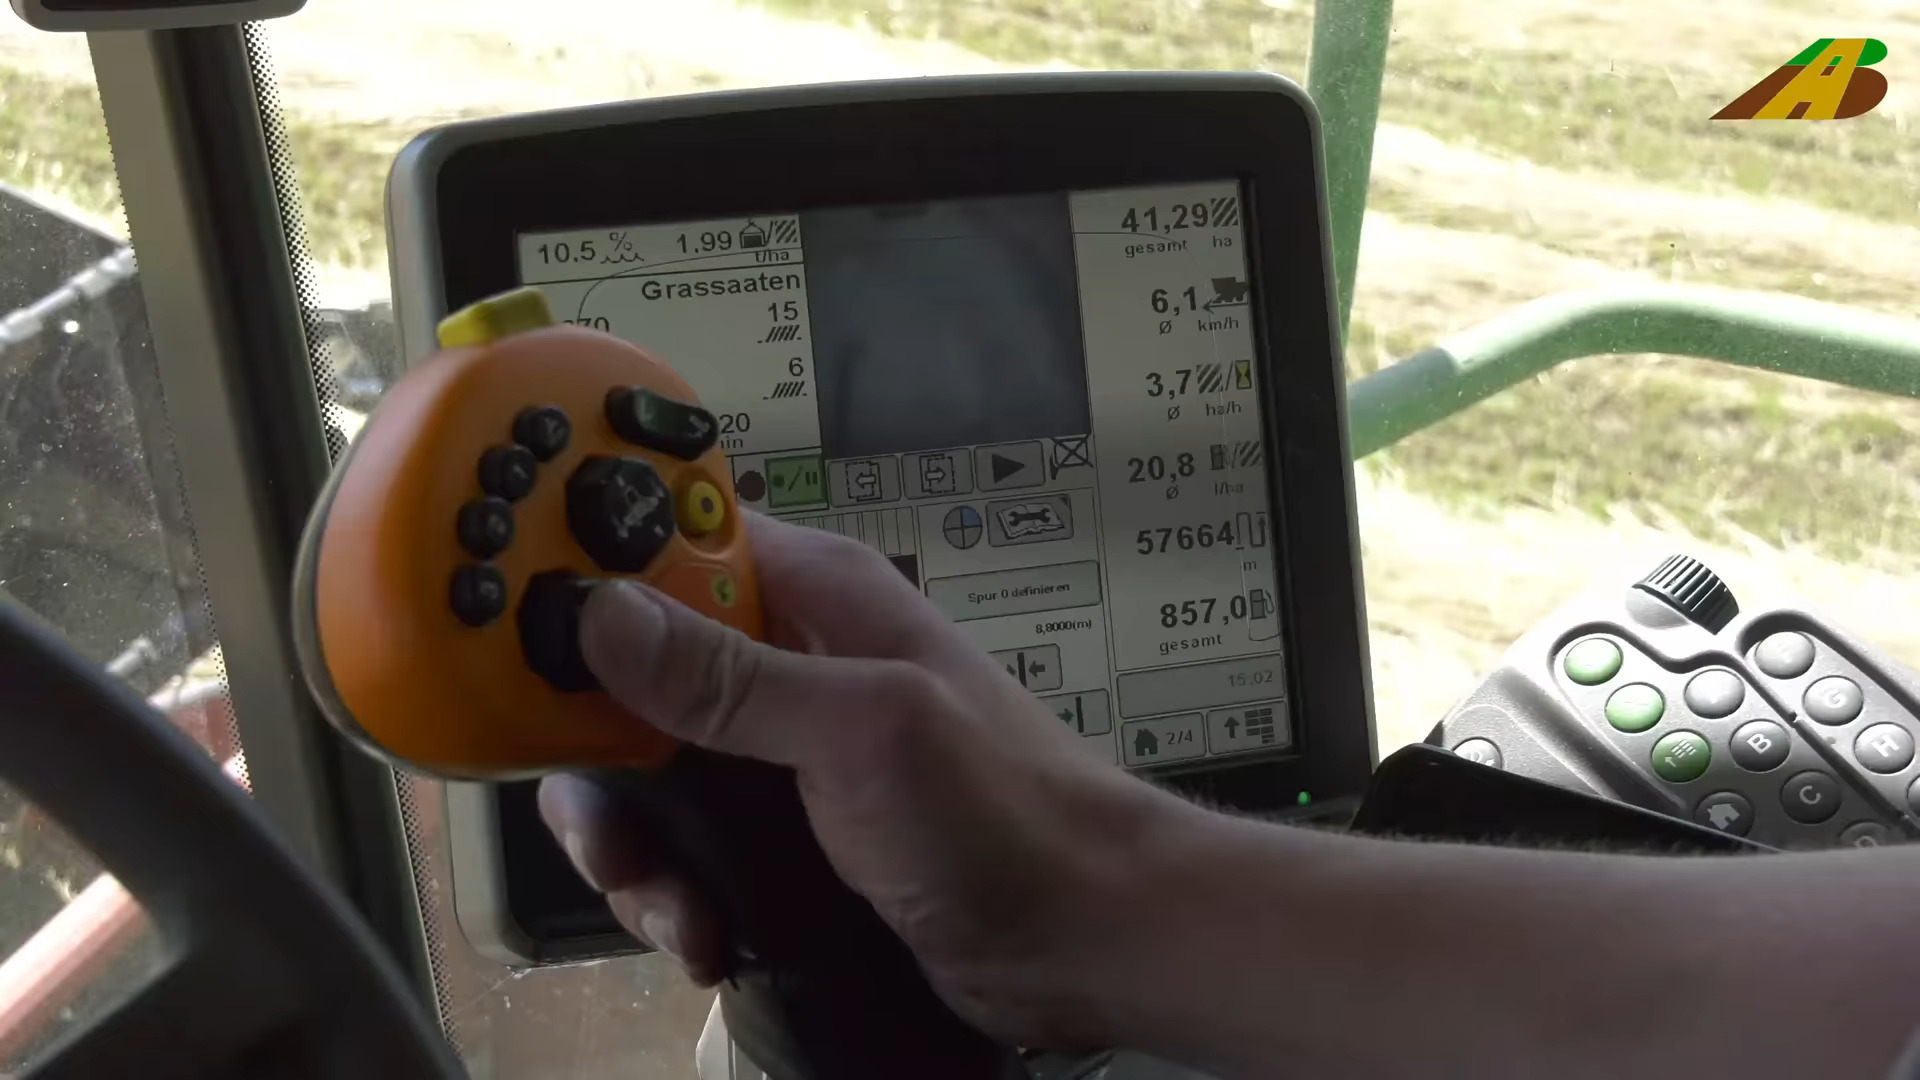 10.5 %
1.99 t/ha
Grassaaten
15
6
20
41,29
gesamt ha
6,1
Ø km/h
3,7
Ø ha/h
20,8
Ø l/ha
57664
m
857,0
gesamt
Spur 0 definieren
8,8000(m)
15.02
2/4
G
B
H
C
AB